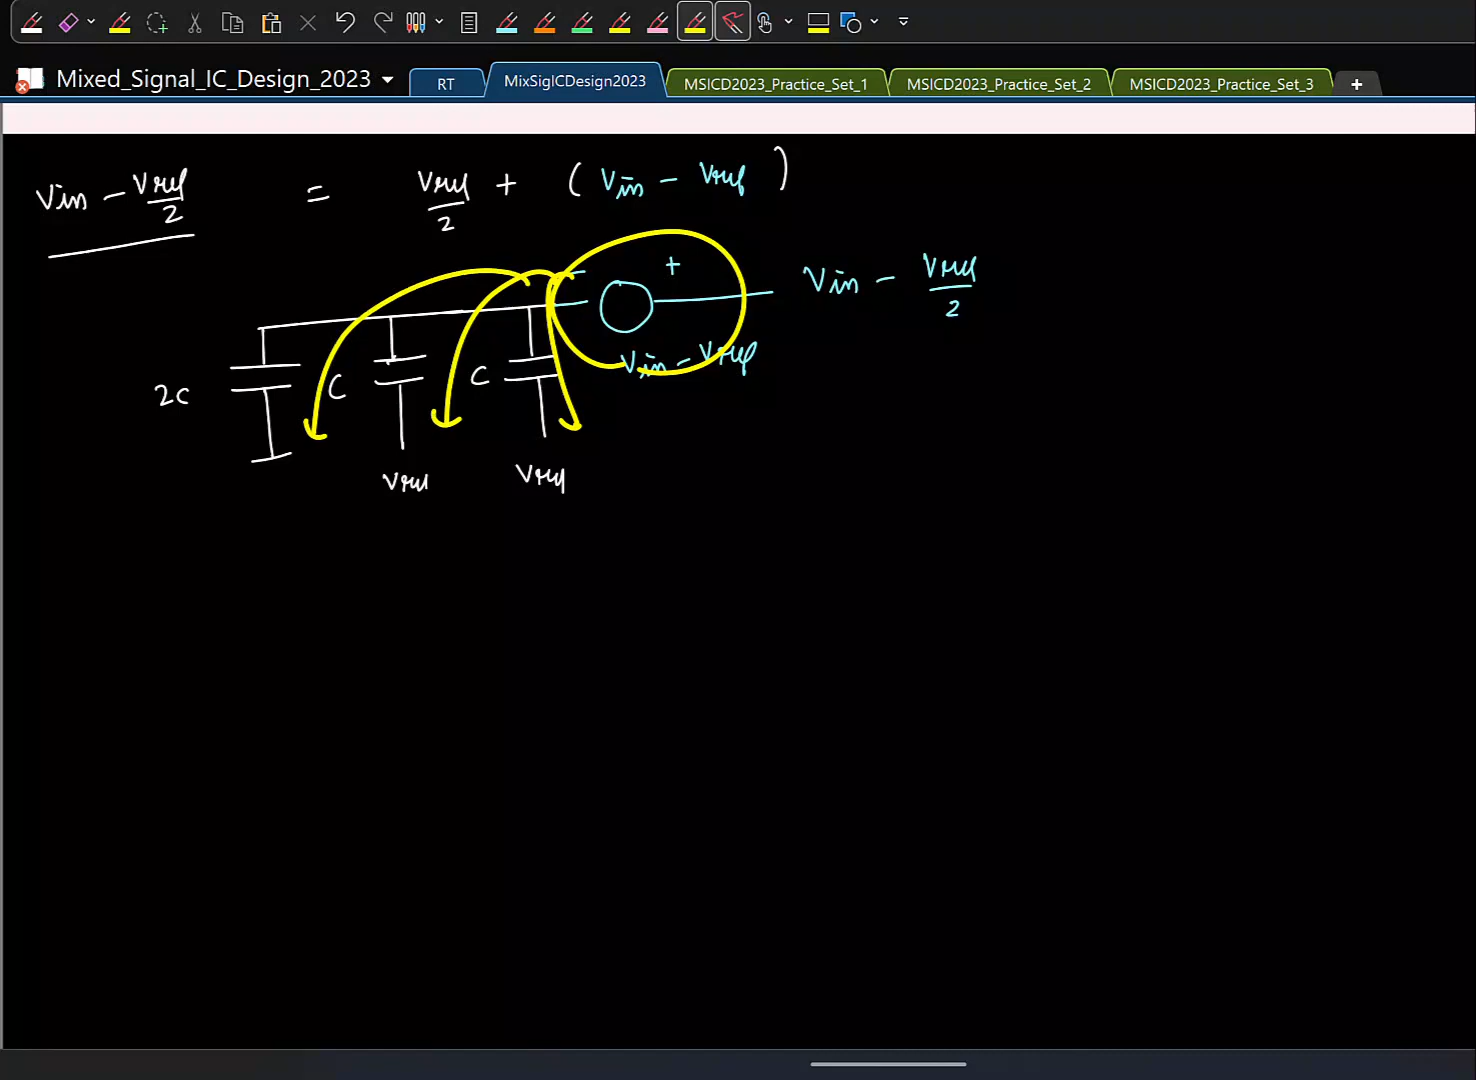 Mixed_Signal_IC_Design_2023
RT
MixSigICDesign2023
MSICD2023_Practice_Set_1
MSICD2023_Practice_Set_2
MSICD2023_Practice_Set_3
+
Vin - Vref/2 = Vref/2 + (Vin - Vref)
+
Vin - Vref/2
Vin - Vref
2C
C
C
Vref
Vref